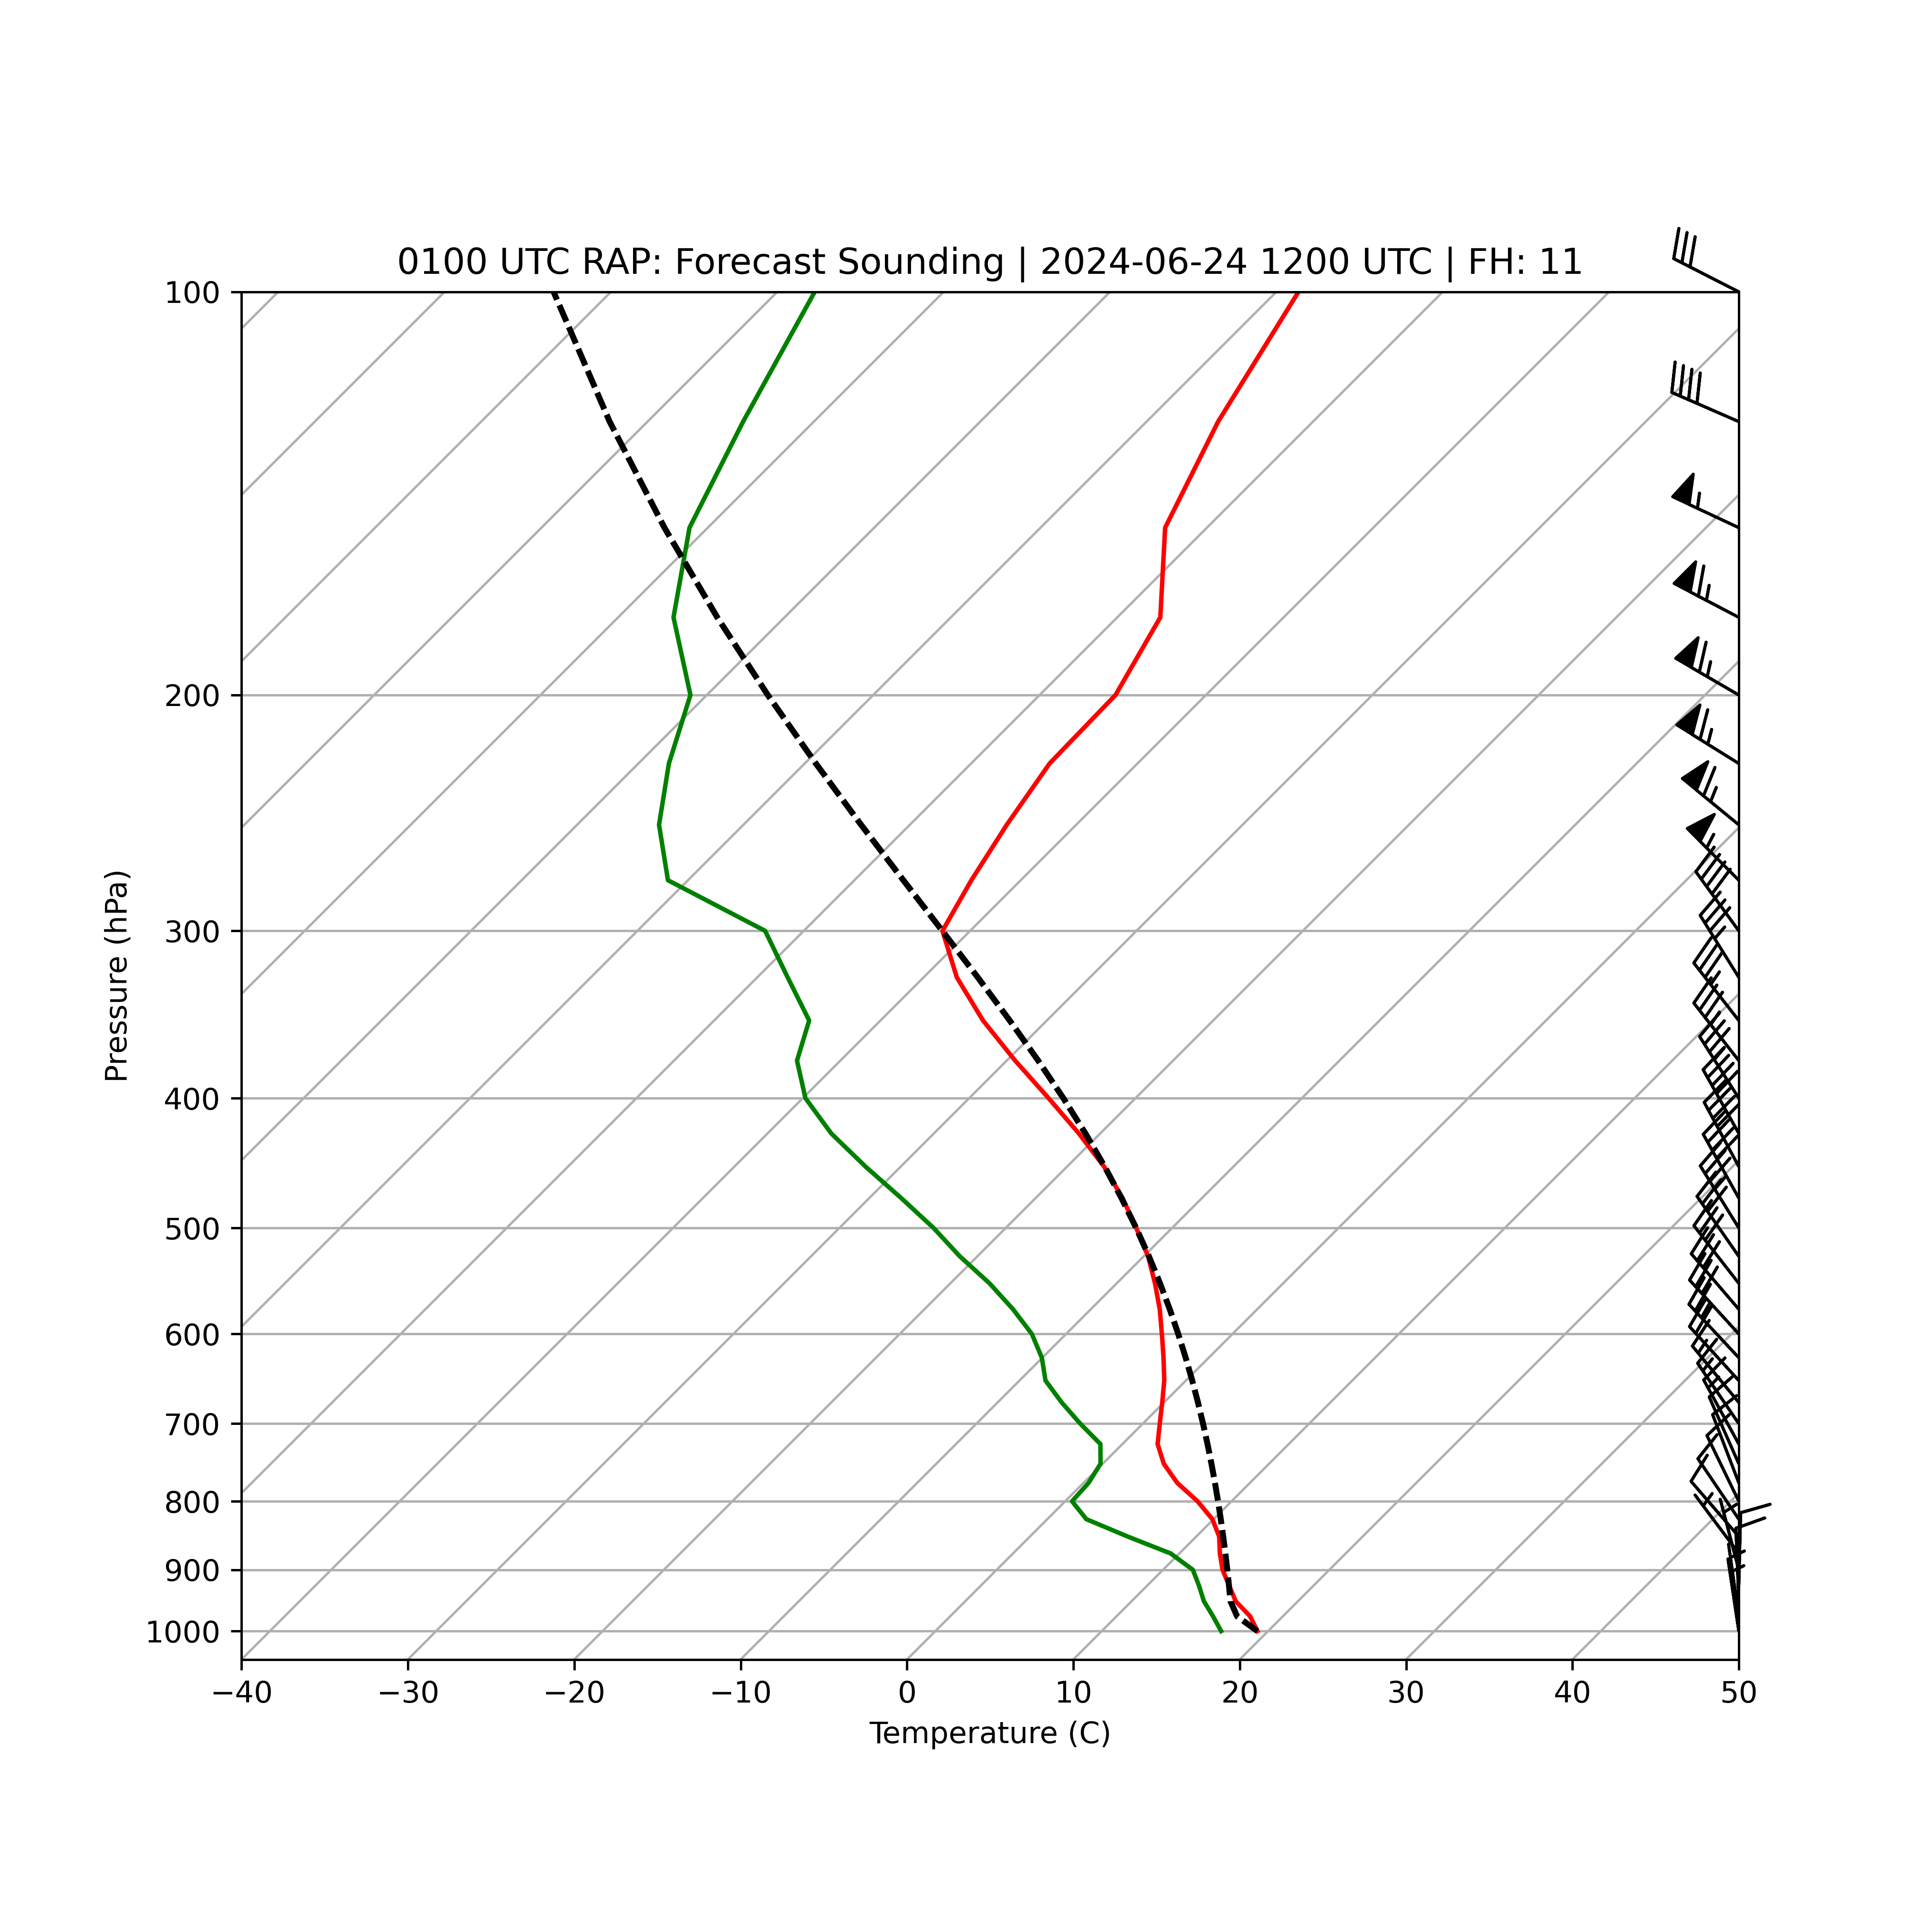 0100 UTC RAP: Forecast Sounding | 2024-06-24 1200 UTC | FH: 11
100
200
300
400
500
600
700
800
900
1000
Pressure (hPa)
−40 −30 −20 −10 0 10 20 30 40 50
Temperature (C)